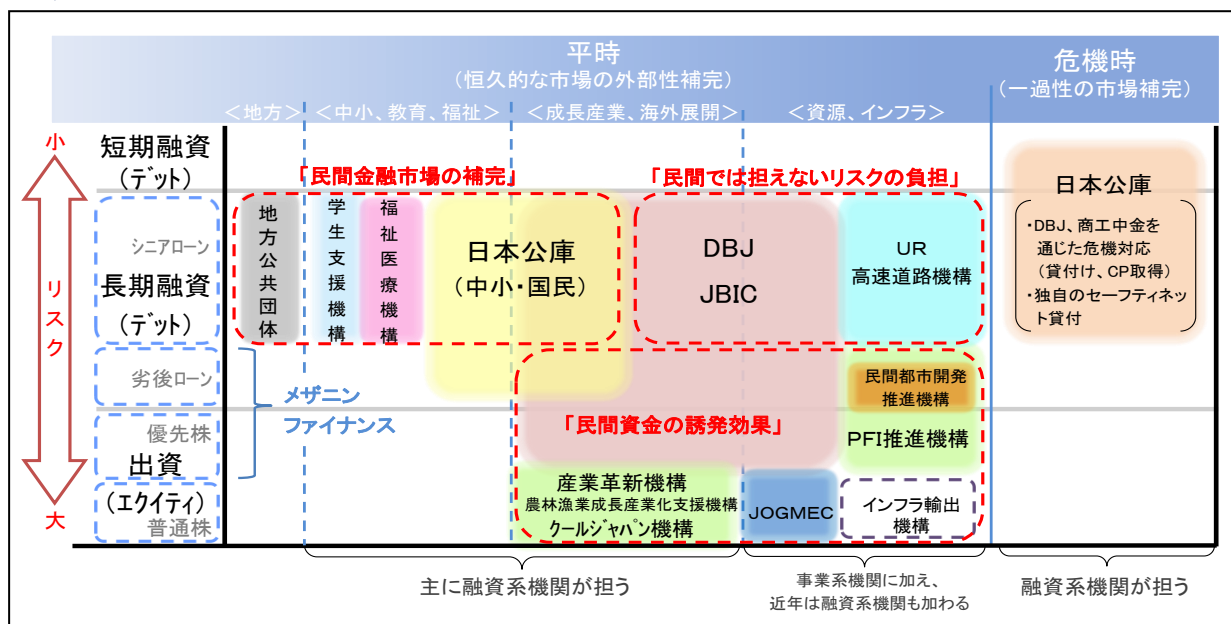 平時
(恒久的な市場の外部性補完)
危機時
(一過性の市場補完)
<地方>
<中小、教育、福祉>
<成長産業、海外展開>
<資源、インフラ>
小
リスク
大
短期融資
(デット)
シニアローン
長期融資
(デット)
劣後ローン
優先株
出資
(エクイティ)
普通株
メザニン
ファイナンス
「民間金融市場の補完」
「民間では担えないリスクの負担」
地方公共団体
学生支援機構
福祉医療機構
日本公庫
(中小・国民)
DBJ
JBIC
UR
高速道路機構
民間都市開発
推進機構
PFI推進機構
「民間資金の誘発効果」
産業革新機構
農林漁業成長産業化支援機構
クールジャパン機構
JOGMEC
インフラ輸出
機構
日本公庫
・DBJ、商工中金を
通じた危機対応
(貸付け、CP取得)
・独自のセーフティネッ
ト貸付
主に融資系機関が担う
事業系機関に加え、
近年は融資系機関も加わる
融資系機関が担う